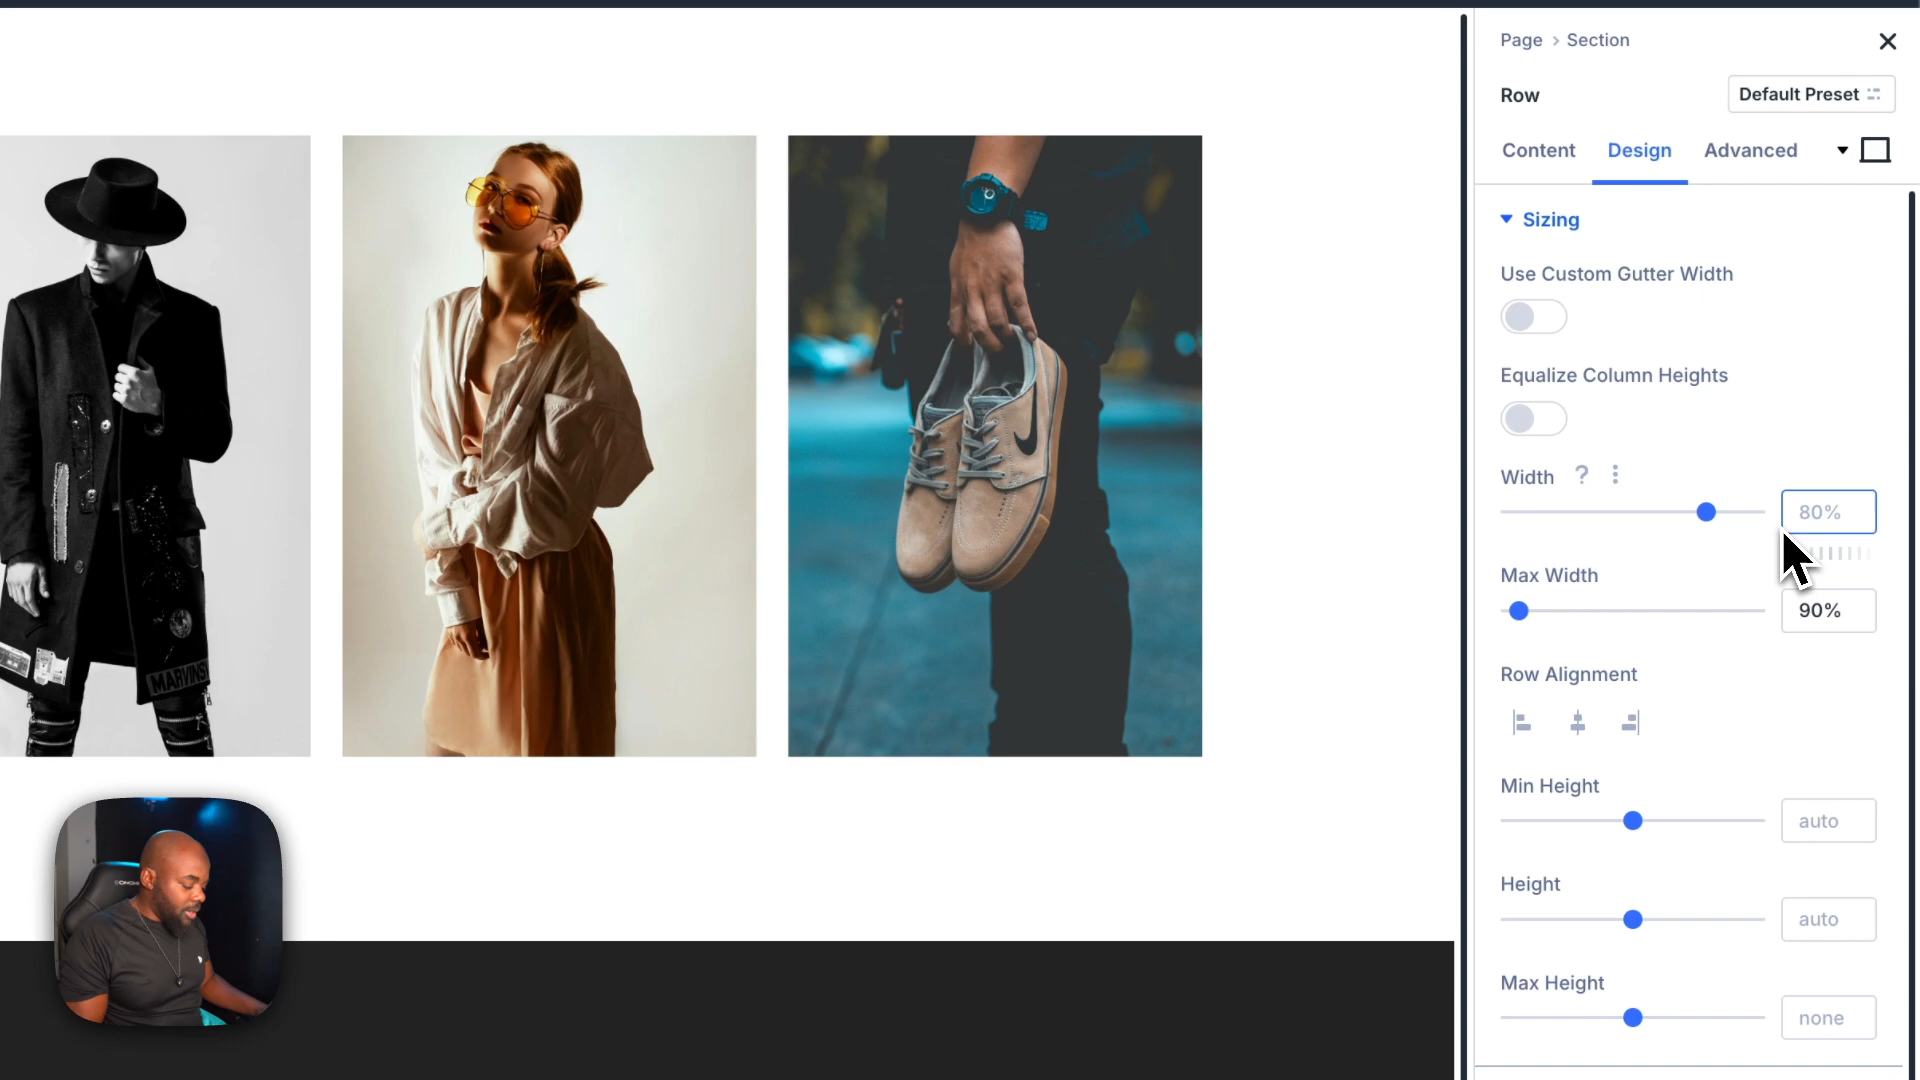 Page > Section
Row
Default Preset
Content Design Advanced
Sizing
Use Custom Gutter Width
Equalize Column Heights
Width ?
80%
Max Width
90%
Row Alignment
Min Height
auto
Height
auto
Max Height
none
MARVINS